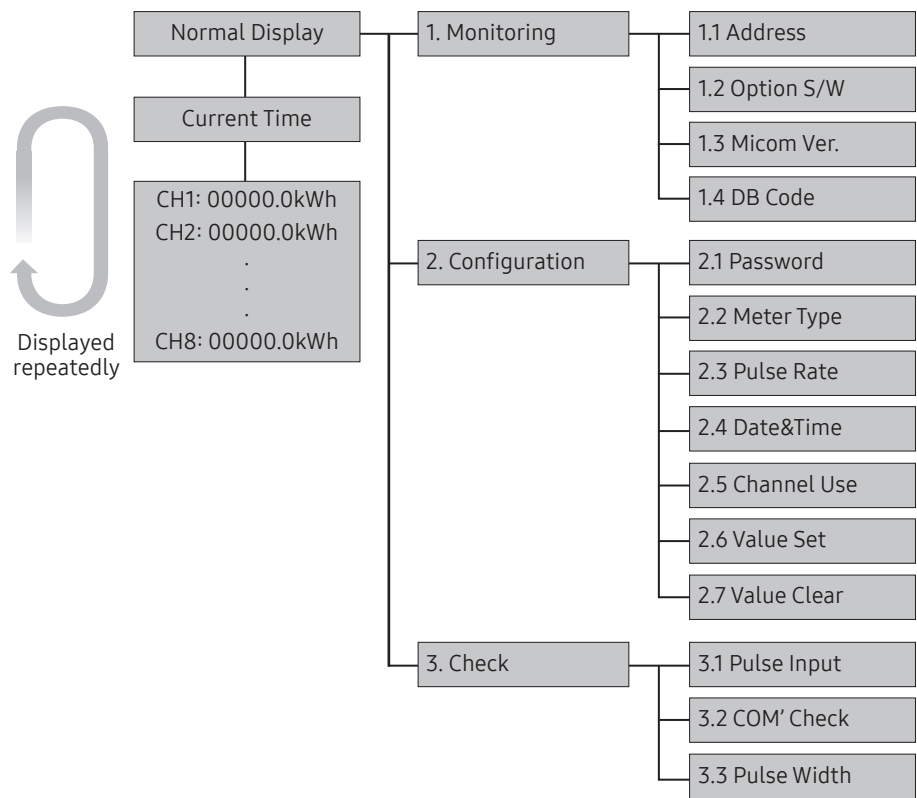 Normal Display
Current Time
CH1: 00000.0kWh
CH2: 00000.0kWh
.
.
.
CH8: 00000.0kWh
Displayed
repeatedly
1. Monitoring
1.1 Address
1.2 Option S/W
1.3 Micom Ver.
1.4 DB Code
2. Configuration
2.1 Password
2.2 Meter Type
2.3 Pulse Rate
2.4 Date&Time
2.5 Channel Use
2.6 Value Set
2.7 Value Clear
3. Check
3.1 Pulse Input
3.2 COM’ Check
3.3 Pulse Width